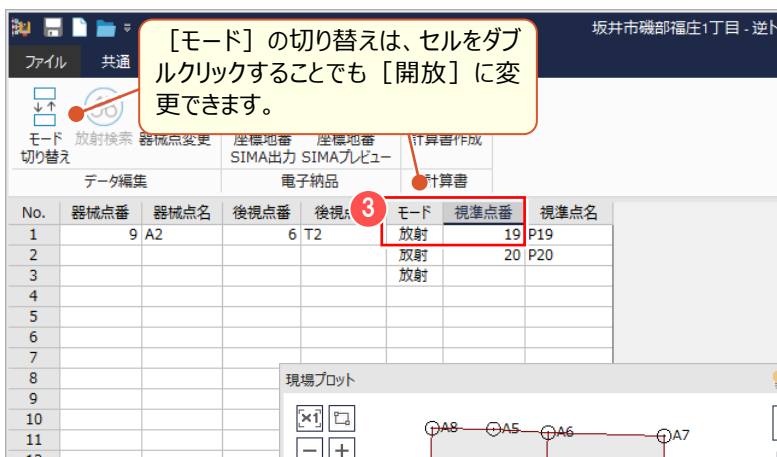 坂井市磯部福庄1丁目 - 逆ト
［モード］の切り替えは、セルをダブ
ルクリックすることでも［開放］に変
更できます。
ファイル 共通
モード
切り替え
放射検索 器械点変更
座標地番
SIMA出力
座標地番
SIMAプレビュー
計算書作成
データ編集 電子納品 計算書
3
No. 器械点番 器械点名 後視点番 後視 モード 視準点番 視準点名
1 9 A2 6 T2 放射 19 P19
2 放射 20 P20
3 放射
4
5
6
7
8
9
10
11
現場プロット
×1
A8 A5 A6 A7